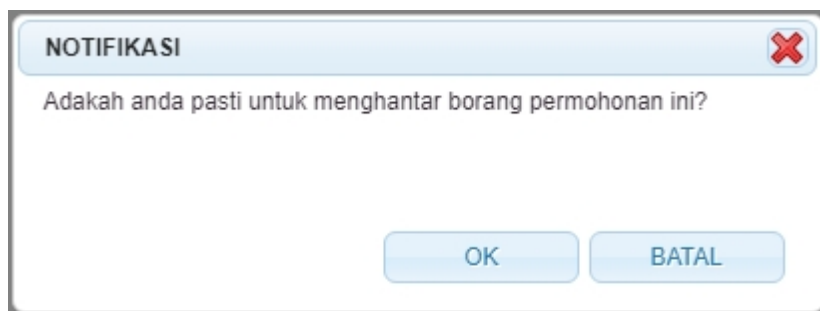 NOTIFIKASI
Adakah anda pasti untuk menghantar borang permohonan ini?
OK
BATAL